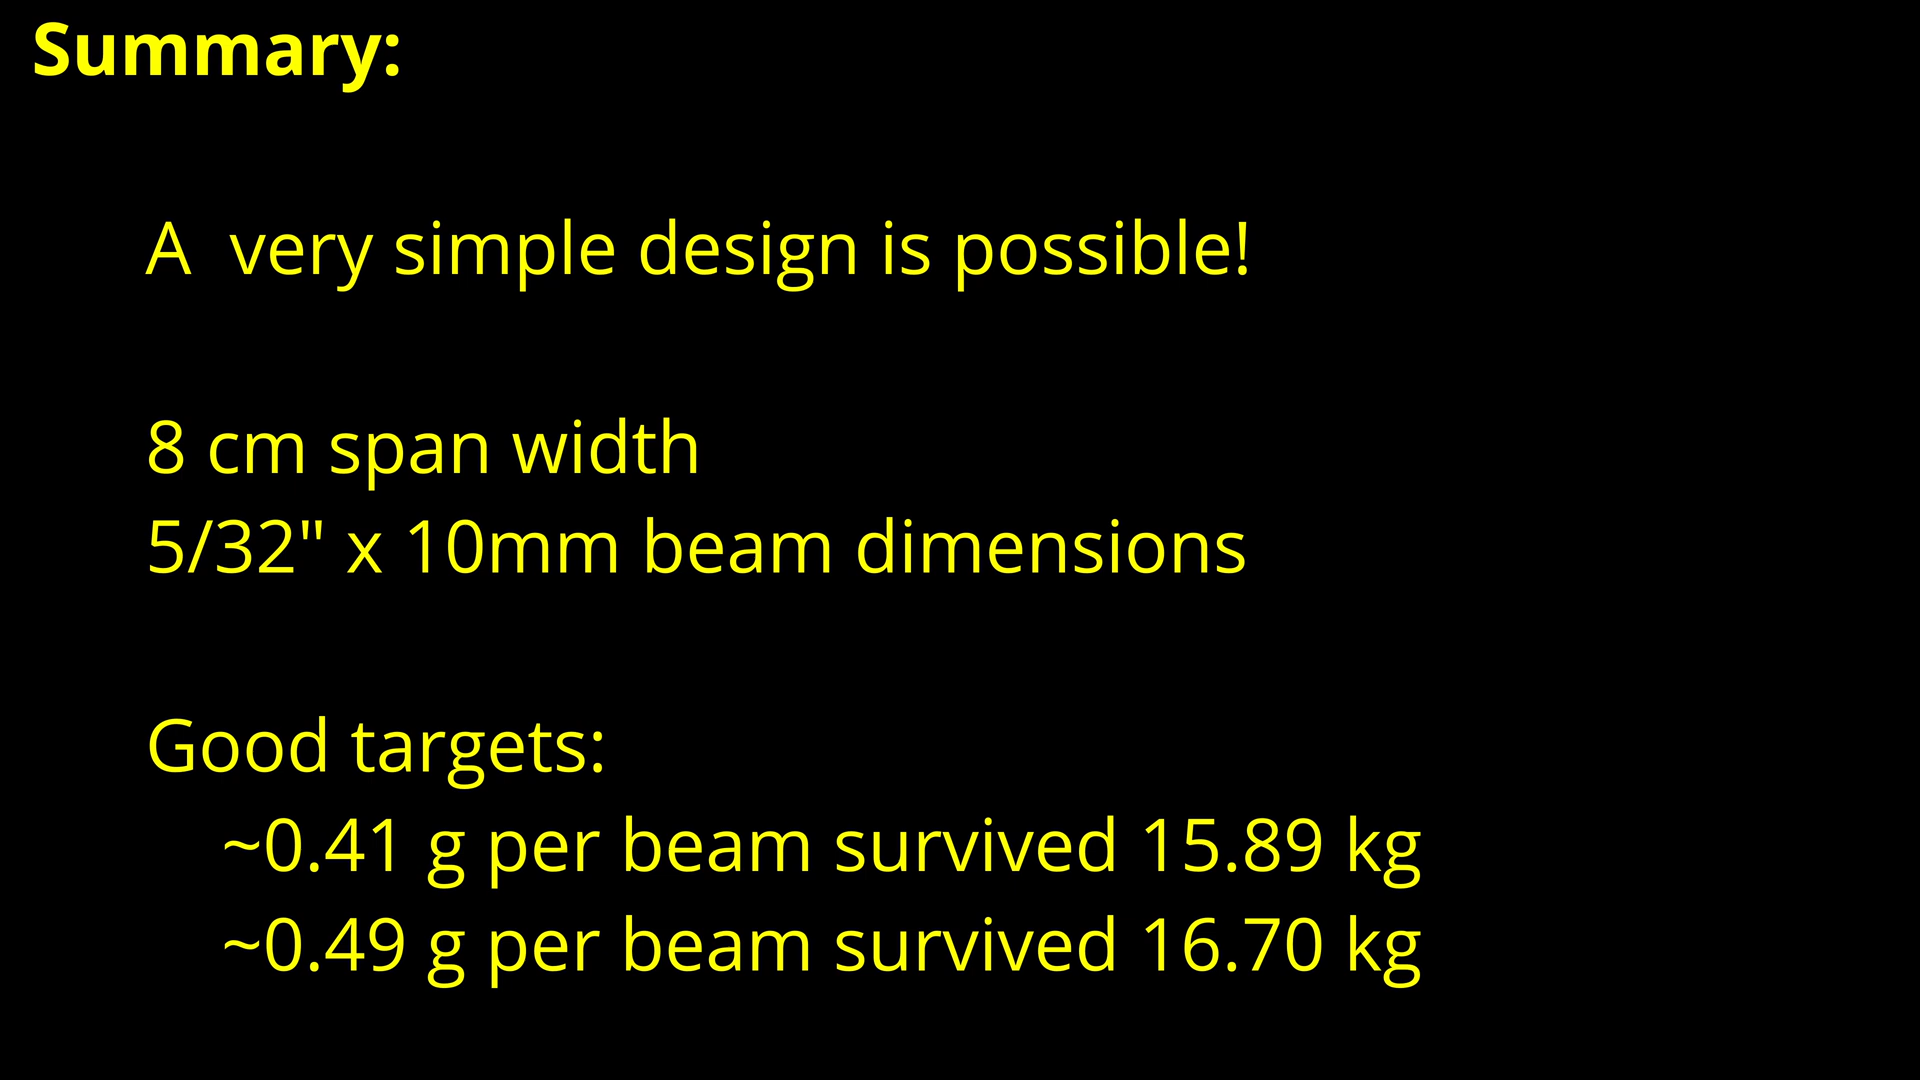 Summary:
A  very simple design is possible!
8 cm span width
5/32" x 10mm beam dimensions
Good targets:
~0.41 g per beam survived 15.89 kg
~0.49 g per beam survived 16.70 kg